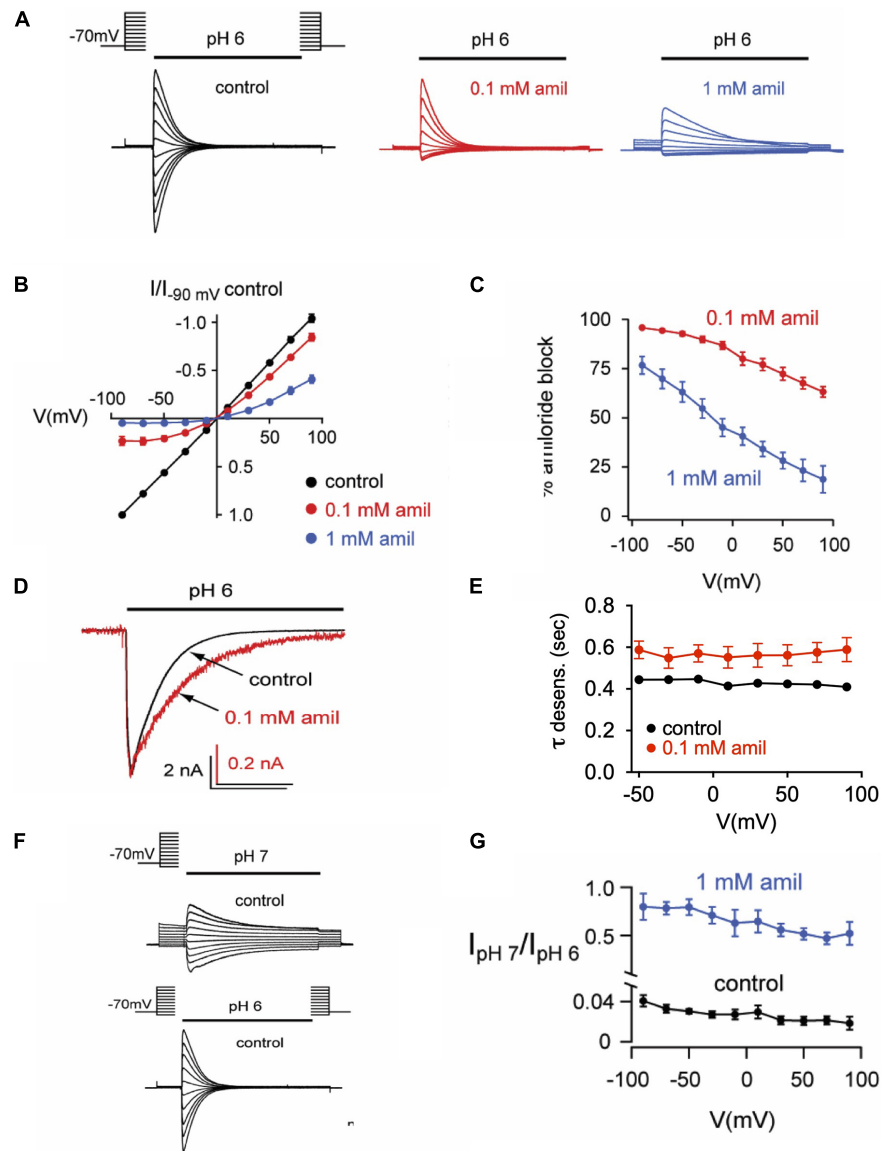 A
-70mV
pH 6
control
pH 6
0.1 mM amil
pH 6
1 mM amil
B
I/I-90 mV control
-1.0
-0.5
-100
-50
V(mV)
50
100
0.5
1.0
control
0.1 mM amil
1 mM amil
C
% amiloride block
100
75
50
25
0
0.1 mM amil
1 mM amil
-100
-50
0
50
100
V(mV)
D
pH 6
control
0.1 mM amil
2 nA
0.2 nA
E
τ desens. (sec)
0.8
0.6
0.4
0.2
0.0
control
0.1 mM amil
-50
0
50
100
V(mV)
F
-70mV
pH 7
control
-70mV
pH 6
control
G
1 mM amil
IpH 7/IpH 6
1.0
0.5
control
0.04
0
-100
-50
0
50
100
V(mV)